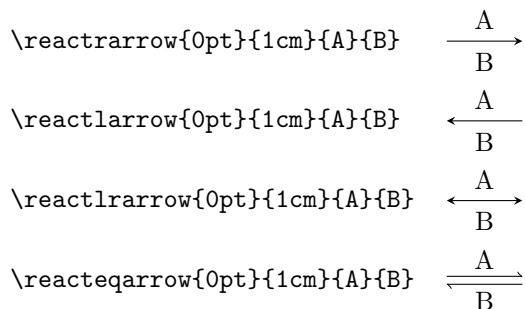 \reactrarrow{0pt}{1cm}{A}{B} A
B
\reactlarrow{0pt}{1cm}{A}{B} A
B
\reactlrarrow{0pt}{1cm}{A}{B} A
B
\reacteqarrow{0pt}{1cm}{A}{B} A
B